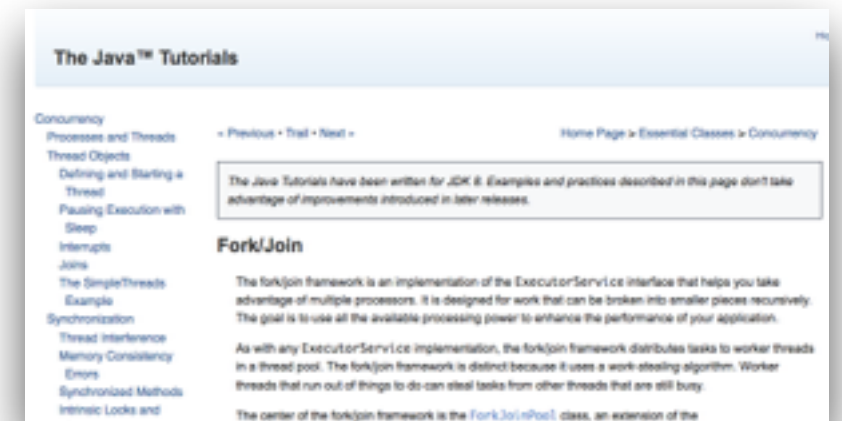 The Java™ Tutorials
Concurrency
Processes and Threads
Thread Objects
Defining and Starting a
Thread
Pausing Execution with
Sleep
Interrupts
Joins
The SimpleThreads
Example
Synchronization
Thread Interference
Memory Consistency
Errors
Synchronized Methods
Intrinsic Locks and
« Previous • Trail • Next »
Home Page > Essential Classes > Concurrency
The Java Tutorials have been written for JDK 8. Examples and practices described in this page don't take
advantage of improvements introduced in later releases.
Fork/Join
The fork/join framework is an implementation of the ExecutorService interface that helps you take
advantage of multiple processors. It is designed for work that can be broken into smaller pieces recursively.
The goal is to use all the available processing power to enhance the performance of your application.
As with any ExecutorService implementation, the fork/join framework distributes tasks to worker threads
in a thread pool. The fork/join framework is distinct because it uses a work-stealing algorithm. Worker
threads that run out of things to do can steal tasks from other threads that are still busy.
The center of the fork/join framework is the ForkJoinPool class, an extension of the